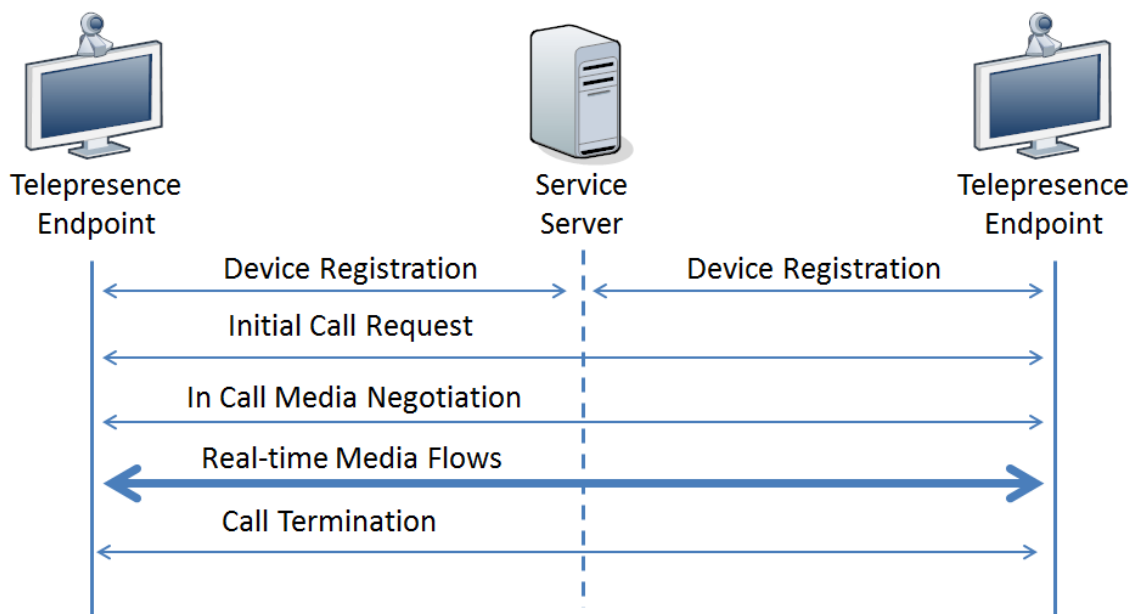 Telepresence
Endpoint
Service
Server
Telepresence
Endpoint
Device Registration
Device Registration
Initial Call Request
In Call Media Negotiation
Real-time Media Flows
Call Termination